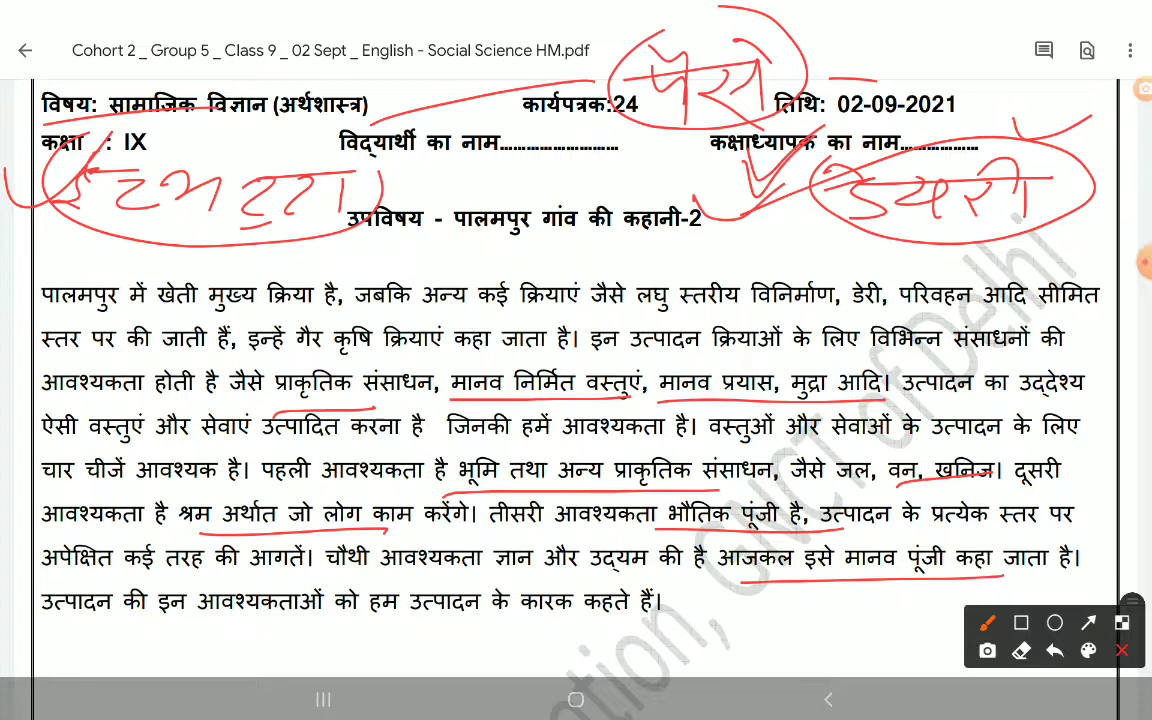 Cohort 2 _ Group 5 _ Class 9 _ 02 Sept _ English - Social Science HM.pdf
पैसे
विषय: सामाजिक विज्ञान (अर्थशास्त्र) कार्यपत्रक:24 तिथि: 02-09-2021
कक्षा : IX विद्यार्थी का नाम......................... कक्षाध्यापक का नाम.................
डेयरी
उपविषय - पालमपुर गांव की कहानी-2
पालमपुर में खेती मुख्य क्रिया है, जबकि अन्य कई क्रियाएं जैसे लघु स्तरीय विनिर्माण, डेरी, परिवहन आदि सीमित
स्तर पर की जाती हैं, इन्हें गैर कृषि क्रियाएं कहा जाता है। इन उत्पादन क्रियाओं के लिए विभिन्न संसाधनों की
आवश्यकता होती है जैसे प्राकृतिक संसाधन, मानव निर्मित वस्तुएं, मानव प्रयास, मुद्रा आदि। उत्पादन का उद्देश्य
ऐसी वस्तुएं और सेवाएं उत्पादित करना है जिनकी हमें आवश्यकता है। वस्तुओं और सेवाओं के उत्पादन के लिए
चार चीजें आवश्यक है। पहली आवश्यकता है भूमि तथा अन्य प्राकृतिक संसाधन, जैसे जल, वन, खनिज। दूसरी
आवश्यकता है श्रम अर्थात जो लोग काम करेंगे। तीसरी आवश्यकता भौतिक पूंजी है, उत्पादन के प्रत्येक स्तर पर
अपेक्षित कई तरह की आगतें। चौथी आवश्यकता ज्ञान और उद्यम की है आजकल इसे मानव पूंजी कहा जाता है।
उत्पादन की इन आवश्यकताओं को हम उत्पादन के कारक कहते हैं।
GNCT of Delhi